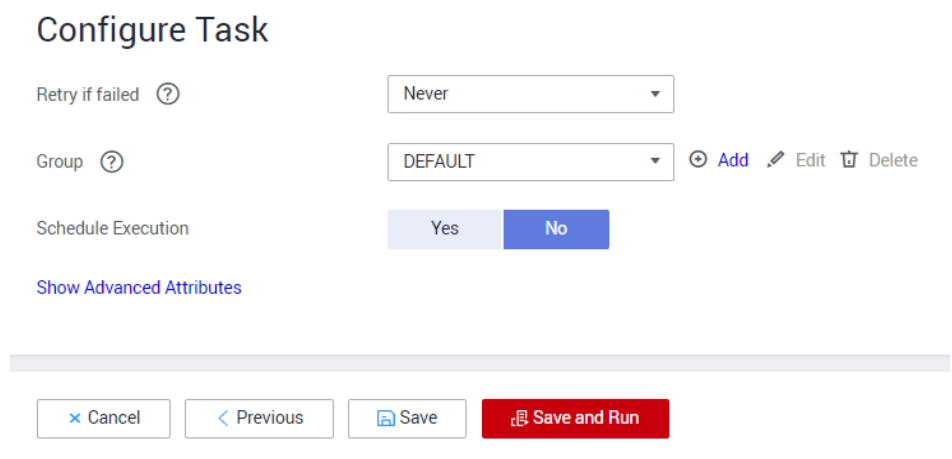 Configure Task
Retry if failed ? Never
Group ? DEFAULT Add Edit Delete
Schedule Execution Yes No
Show Advanced Attributes
Cancel Previous Save Save and Run